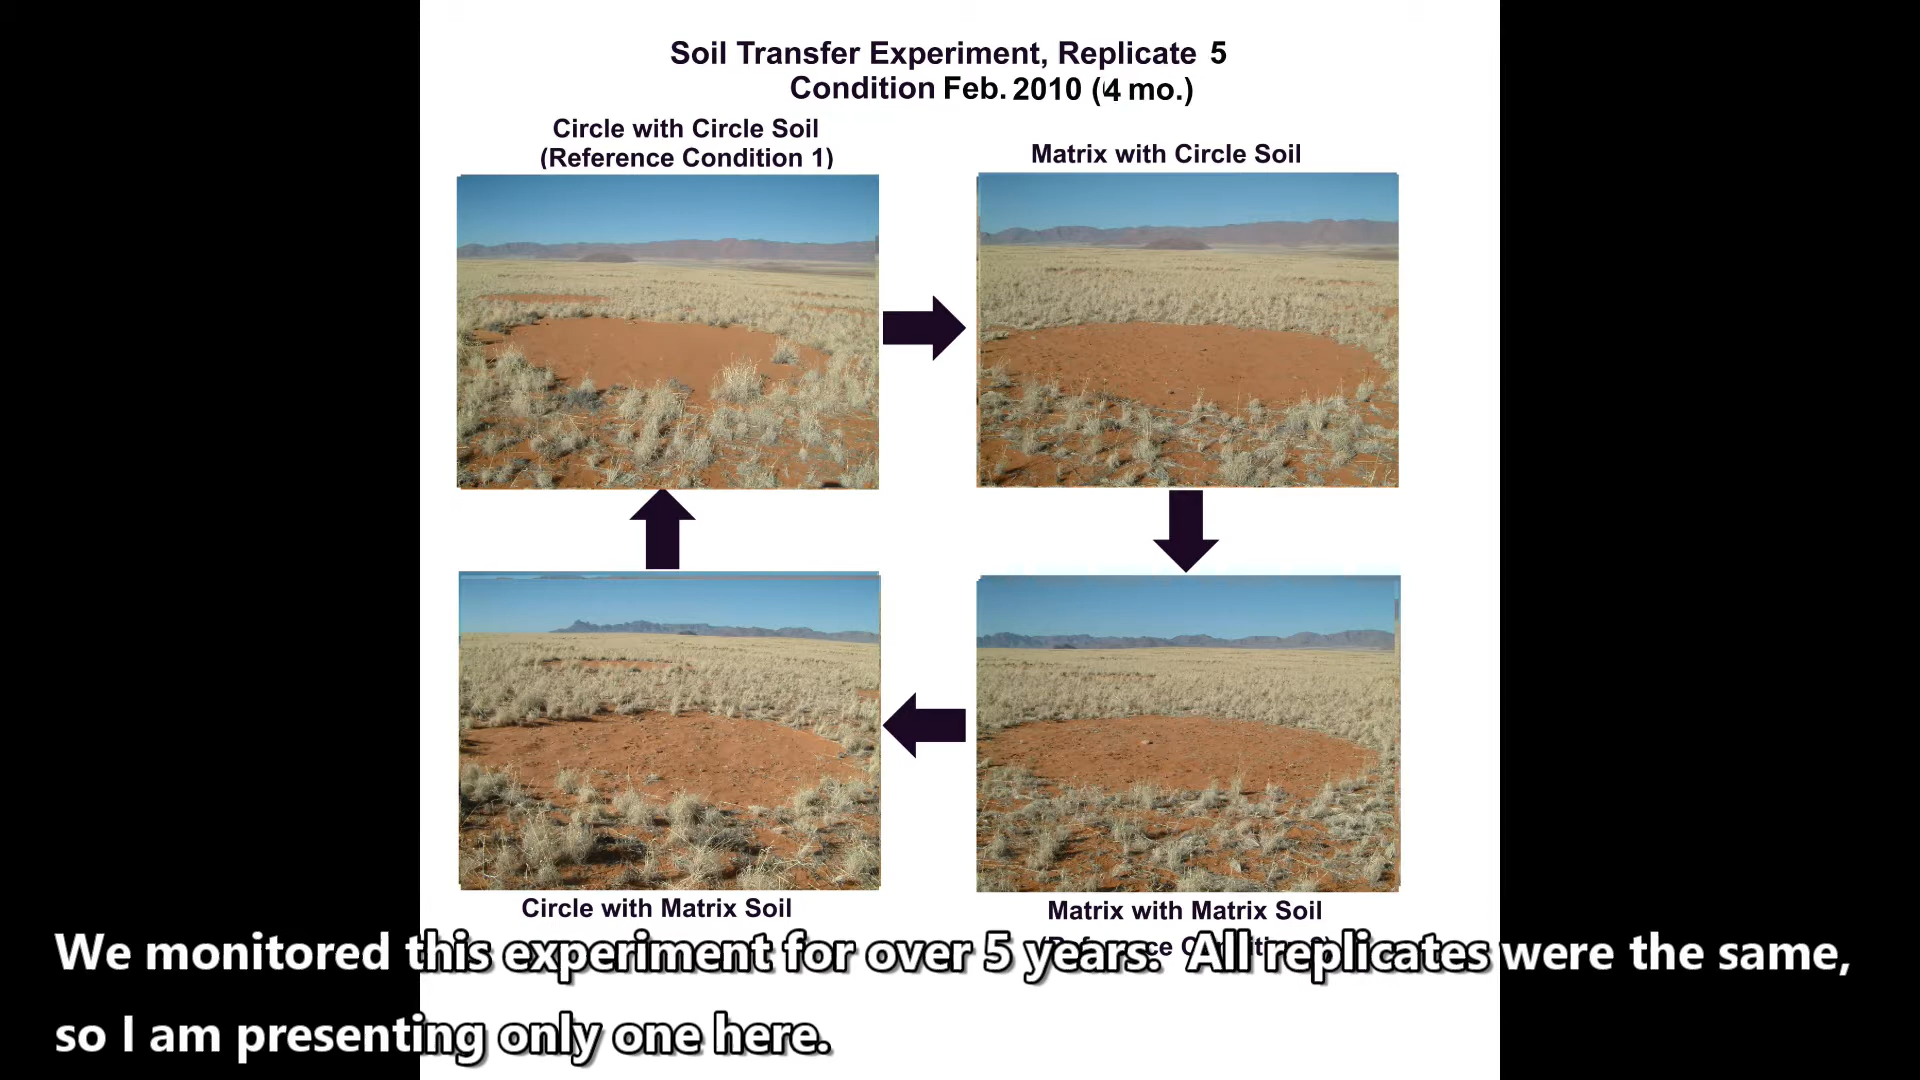 Soil Transfer Experiment, Replicate 5
Condition Feb. 2010 (4 mo.)
Circle with Circle Soil
(Reference Condition 1)
Matrix with Circle Soil
Circle with Matrix Soil
Matrix with Matrix Soil
We monitored this experiment for over 5 years. All replicates were the same,
so I am presenting only one here.